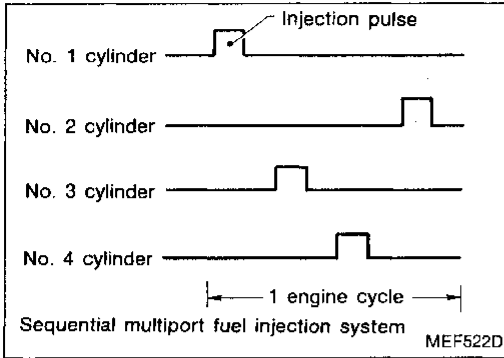 Injection pulse
No. 1 cylinder
No. 2 cylinder
No. 3 cylinder
No. 4 cylinder
1 engine cycle
Sequential multiport fuel injection system
MEF522D